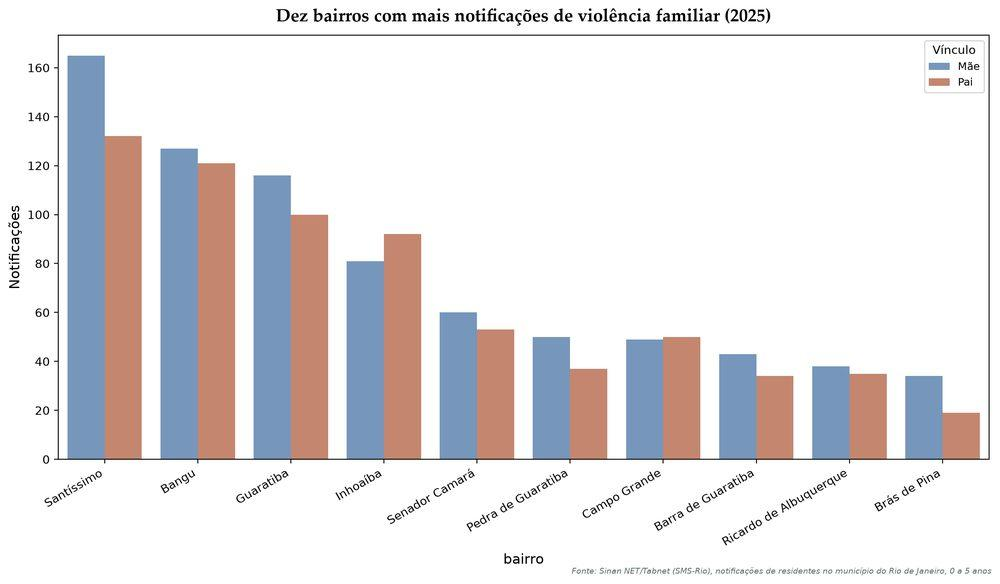 Dez bairros com mais notificações de violência familiar (2025)
Vínculo
Mãe
Pai
Notificações
160
140
120
100
80
60
40
20
0
Santíssimo
Bangu
Guaratiba
Inhoaíba
Senador Camará
Pedra de Guaratiba
Campo Grande
Barra de Guaratiba
Ricardo de Albuquerque
Brás de Pina
bairro
Fonte: Sinan NET/Tabnet (SMS-Rio), notificações de residentes no município do Rio de Janeiro, 0 a 5 anos